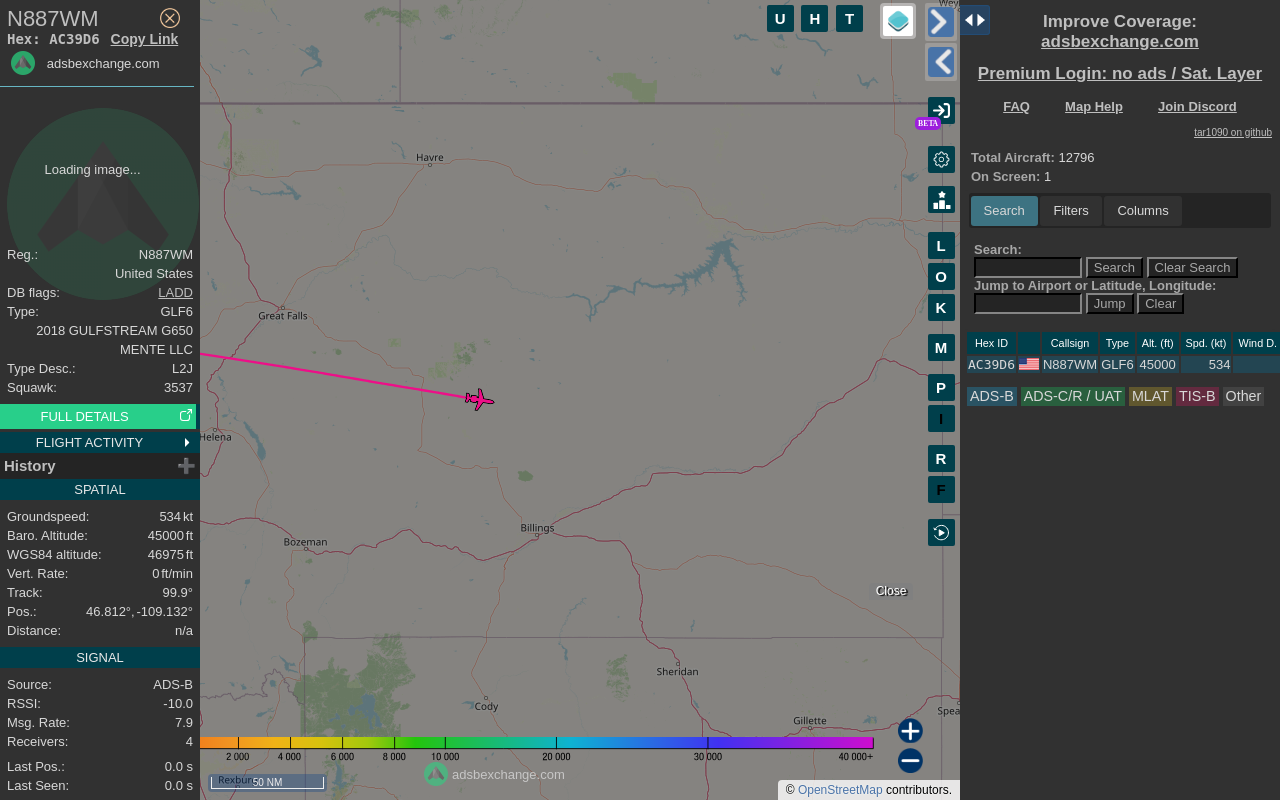 N887WM
Hex: AC39D6 Copy Link
adsbexchange.com
Loading image...
Reg.: N887WM
United States
DB flags: LADD
Type: GLF6
2018 GULFSTREAM G650
MENTE LLC
Type Desc.: L2J
Squawk: 3537
FULL DETAILS
FLIGHT ACTIVITY
History
SPATIAL
Groundspeed: 534 kt
Baro. Altitude: 45000 ft
WGS84 altitude: 46975 ft
Vert. Rate: 0 ft/min
Track: 99.9°
Pos.: 46.812°, -109.132°
Distance: n/a
SIGNAL
Source: ADS-B
RSSI: -10.0
Msg. Rate: 7.9
Receivers: 4
Last Pos.: 0.0 s
Last Seen: 0.0 s
U H T
BETA
L
O
K
M
P
I
R
F
Havre
Great Falls
Helena
Billings
Bozeman
Close
Sheridan
Cody
Gillette
2 000 4 000 6 000 8 000 10 000 20 000 30 000 40 000+
adsbexchange.com
50 NM
© OpenStreetMap contributors.
Improve Coverage:
adsbexchange.com
Premium Login: no ads / Sat. Layer
FAQ Map Help Join Discord
tar1090 on github
Total Aircraft: 12796
On Screen: 1
Search Filters Columns
Search:
Search Clear Search
Jump to Airport or Latitude, Longitude:
Jump Clear
Hex ID Callsign Type Alt. (ft) Spd. (kt) Wind D.
AC39D6 N887WM GLF6 45000 534
ADS-B ADS-C/R / UAT MLAT TIS-B Other